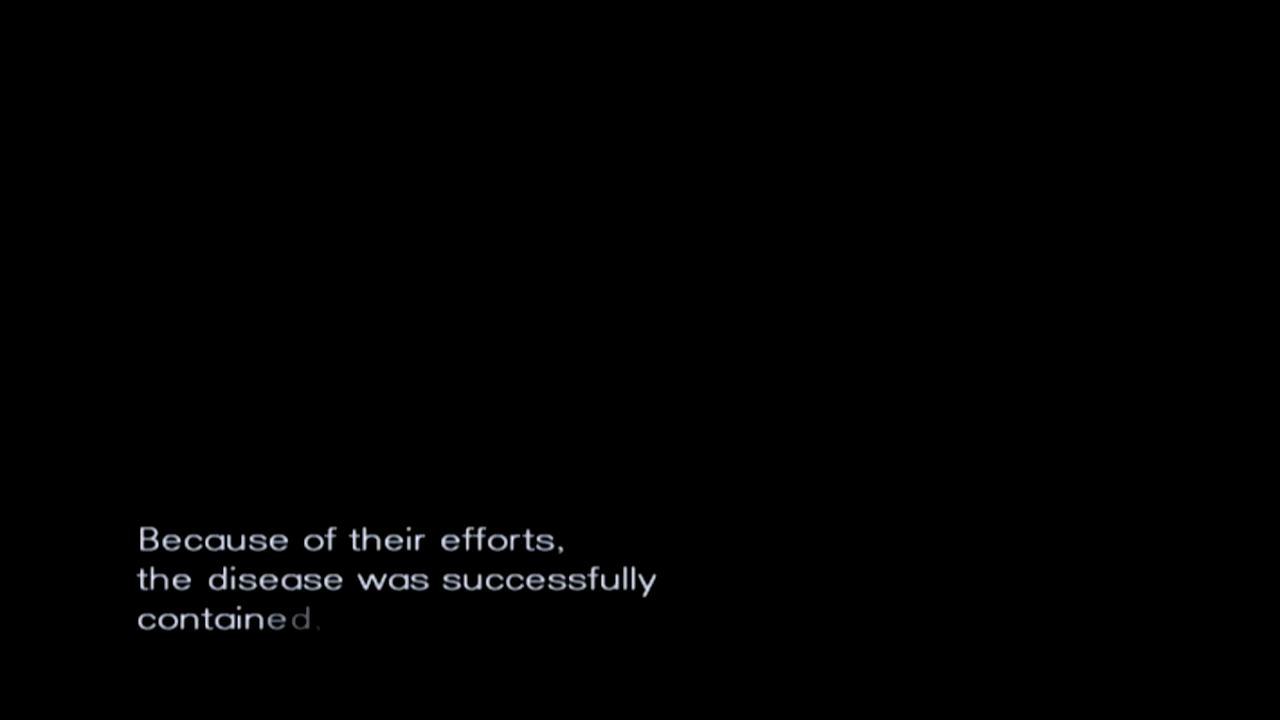 Because of their efforts,
the disease was successfully
contained.